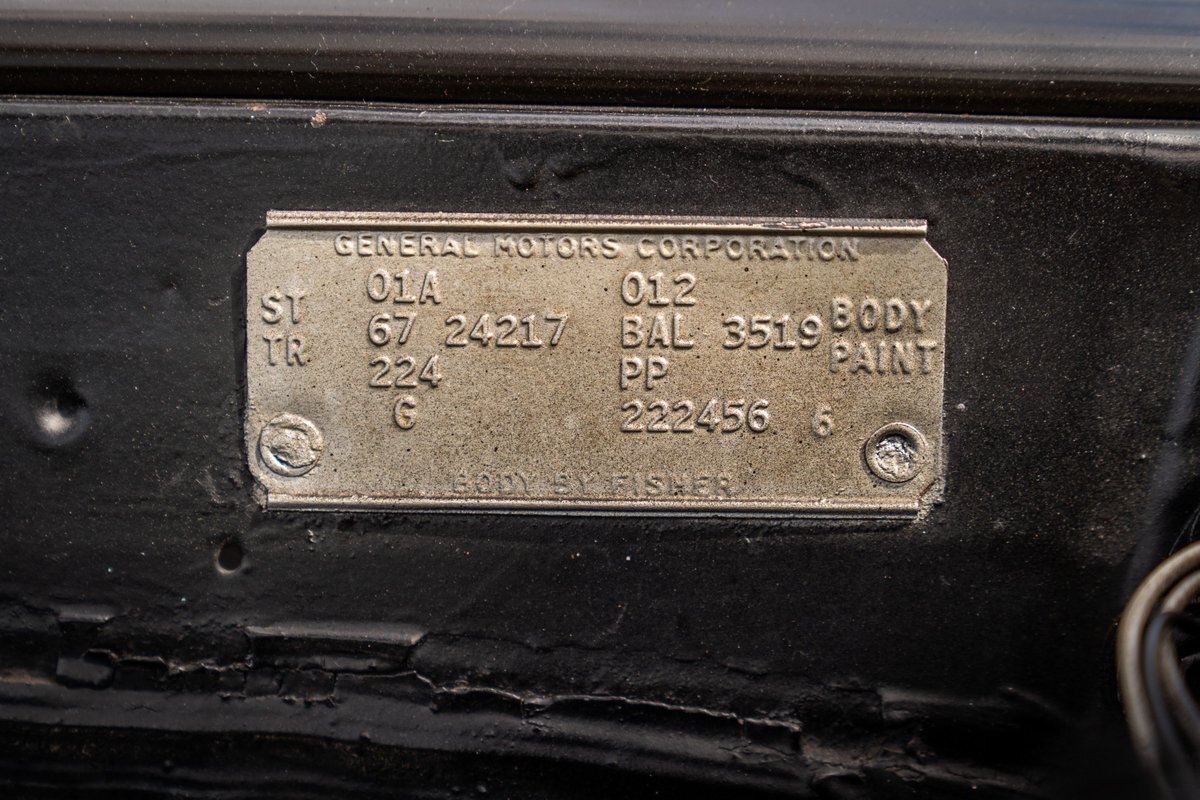 GENERAL MOTORS CORPORATION
01A 012
ST 67 24217 BAL 3519 BODY
TR 224 PP PAINT
G 222456 6
BODY BY FISHER